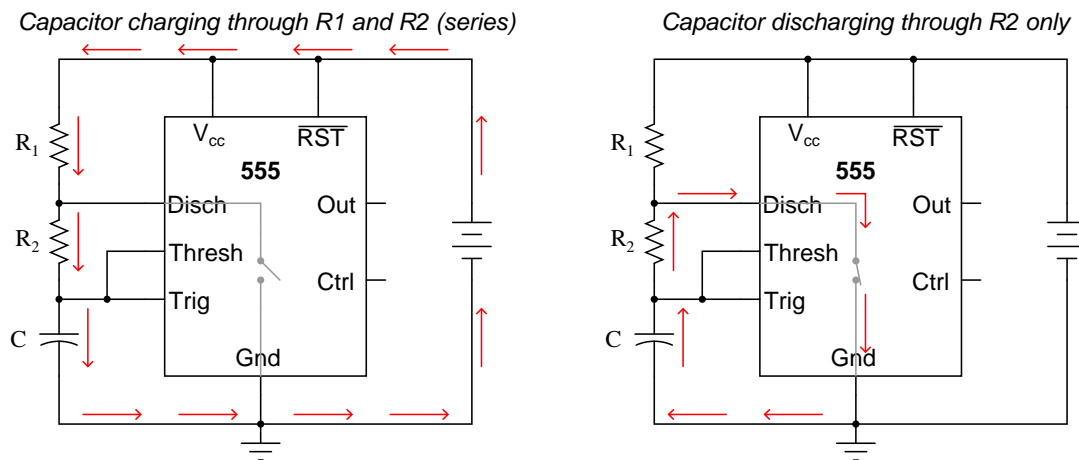 Capacitor charging through R1 and R2 (series)
R1
R2
C
Vcc
RST
555
Disch
Out
Thresh
Ctrl
Trig
Gnd
Capacitor discharging through R2 only
R1
R2
C
Vcc
RST
555
Disch
Out
Thresh
Ctrl
Trig
Gnd